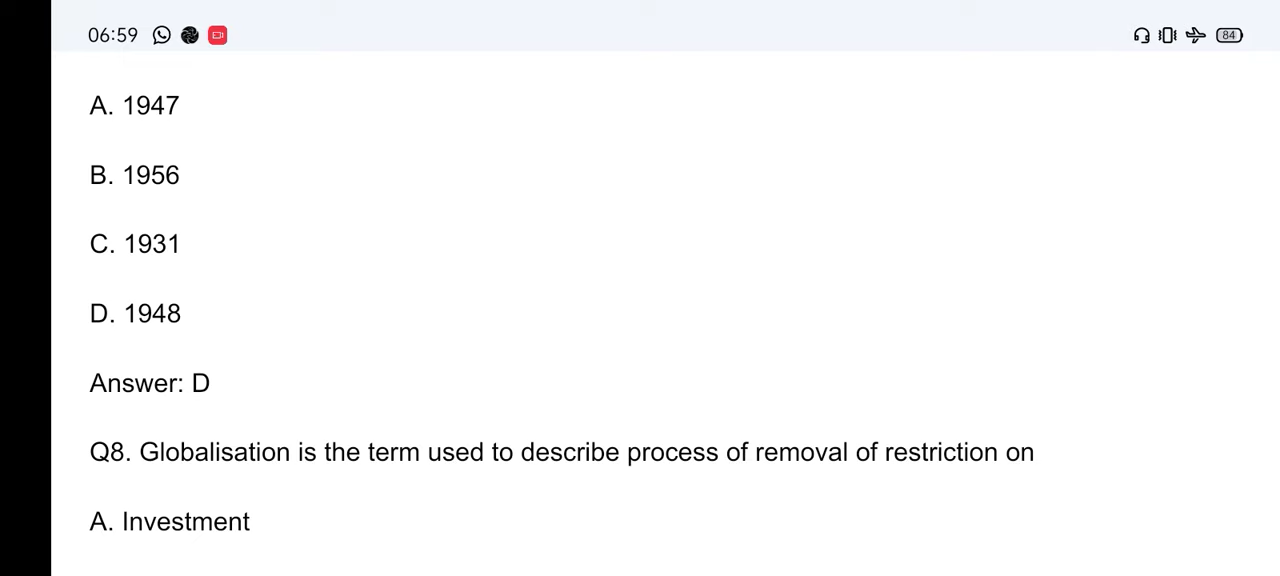 06:59
84
A. 1947
B. 1956
C. 1931
D. 1948
Answer: D
Q8. Globalisation is the term used to describe process of removal of restriction on
A. Investment